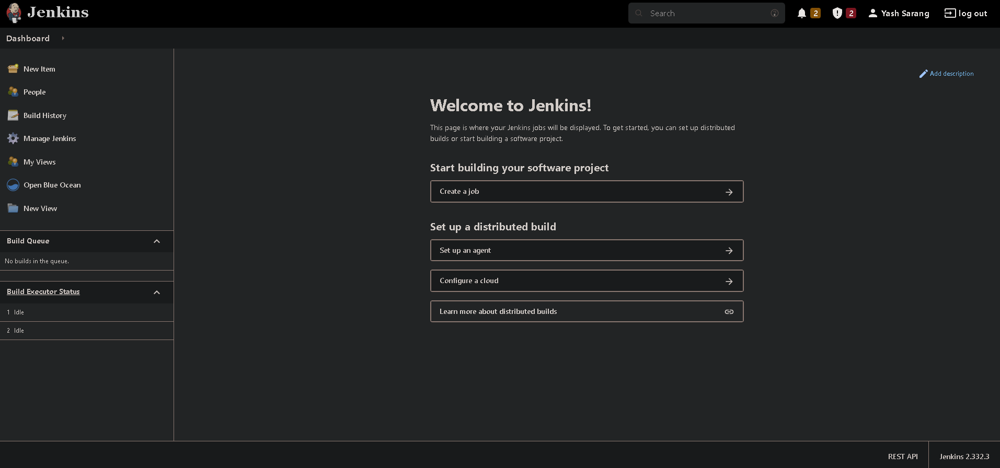 Jenkins
Search
2
2
Yash Sarang
log out
Dashboard
New Item
People
Build History
Manage Jenkins
My Views
Open Blue Ocean
New View
Build Queue
No builds in the queue.
Build Executor Status
1 Idle
2 Idle
Add description
Welcome to Jenkins!
This page is where your Jenkins jobs will be displayed. To get started, you can set up distributed
builds or start building a software project.
Start building your software project
Create a job
Set up a distributed build
Set up an agent
Configure a cloud
Learn more about distributed builds
REST API
Jenkins 2.332.3